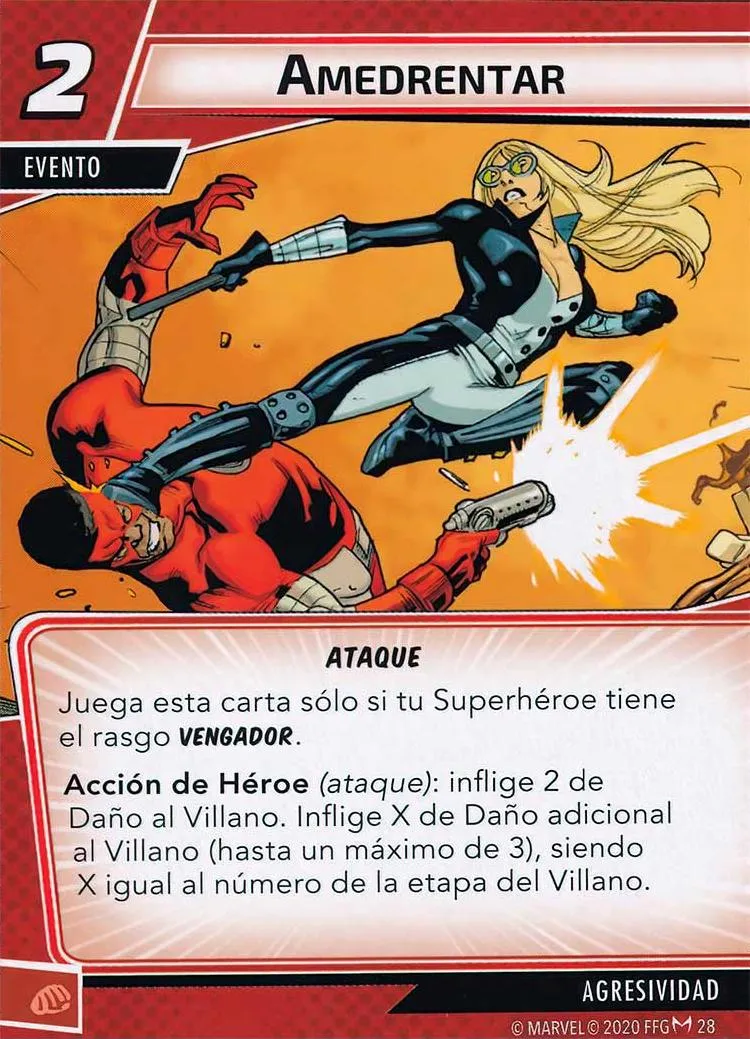 2
AMEDRENTAR
EVENTO
ATAQUE
Juega esta carta sólo si tu Superhéroe tiene
el rasgo VENGADOR.
Acción de Héroe (ataque): inflige 2 de
Daño al Villano. Inflige X de Daño adicional
al Villano (hasta un máximo de 3), siendo
X igual al número de la etapa del Villano.
AGRESIVIDAD
© MARVEL © 2020 FFG 28